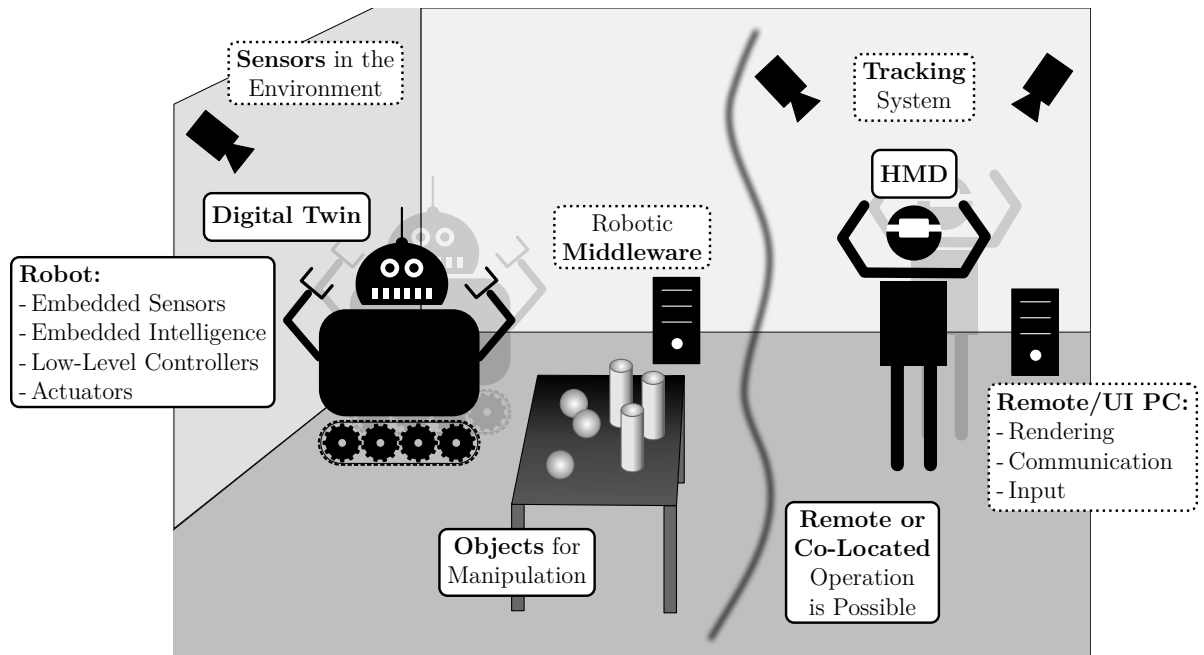 Sensors in the
Environment
Tracking
System
HMD
Digital Twin
Robotic
Middleware
Robot:
- Embedded Sensors
- Embedded Intelligence
- Low-Level Controllers
- Actuators
Remote/UI PC:
- Rendering
- Communication
- Input
Objects for
Manipulation
Remote or
Co-Located
Operation
is Possible